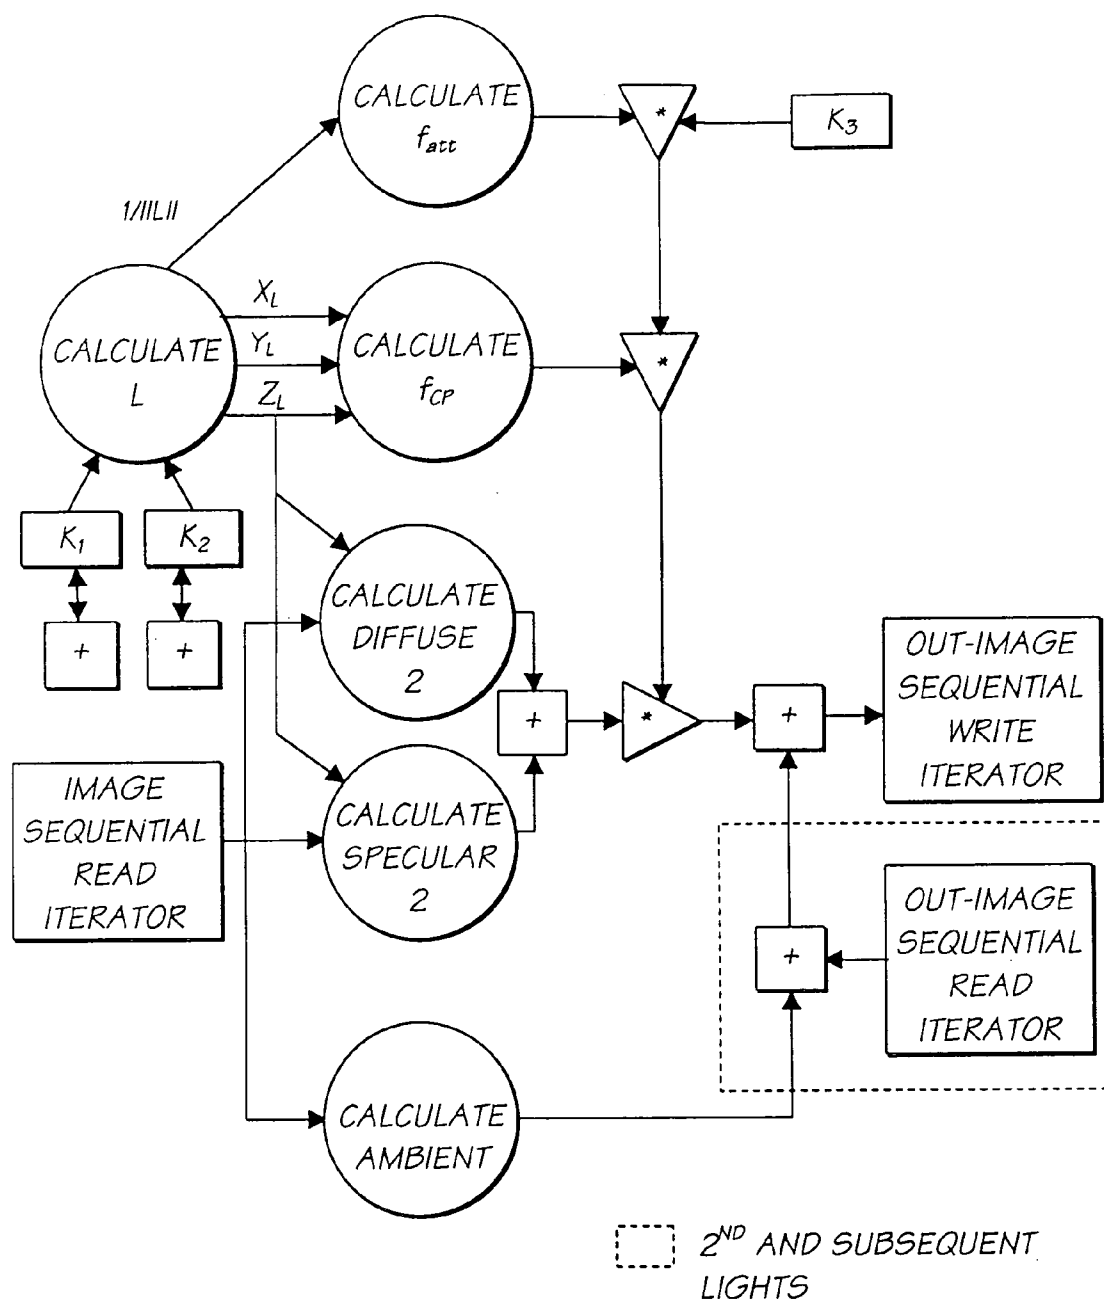 CALCULATE
f_att
*
K_3
1/||L||
X_L
Y_L
Z_L
CALCULATE
L
CALCULATE
f_CP
*
K_1
K_2
+
+
CALCULATE
DIFFUSE
2
+
*
+
OUT-IMAGE
SEQUENTIAL
WRITE
ITERATOR
IMAGE
SEQUENTIAL
READ
ITERATOR
CALCULATE
SPECULAR
2
+
OUT-IMAGE
SEQUENTIAL
READ
ITERATOR
CALCULATE
AMBIENT
2^ND AND SUBSEQUENT
LIGHTS